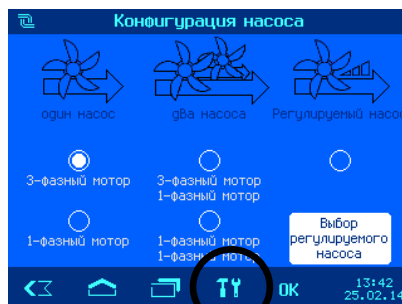 Конфигурация насоса
один насос
два насоса
Регулируемый насос
3-фазный мотор
3-фазный мотор
1-фазный мотор
1-фазный мотор
1-фазный мотор
1-фазный мотор
Выбор
регулируемого
насоса
OK
13:42
25.02.14